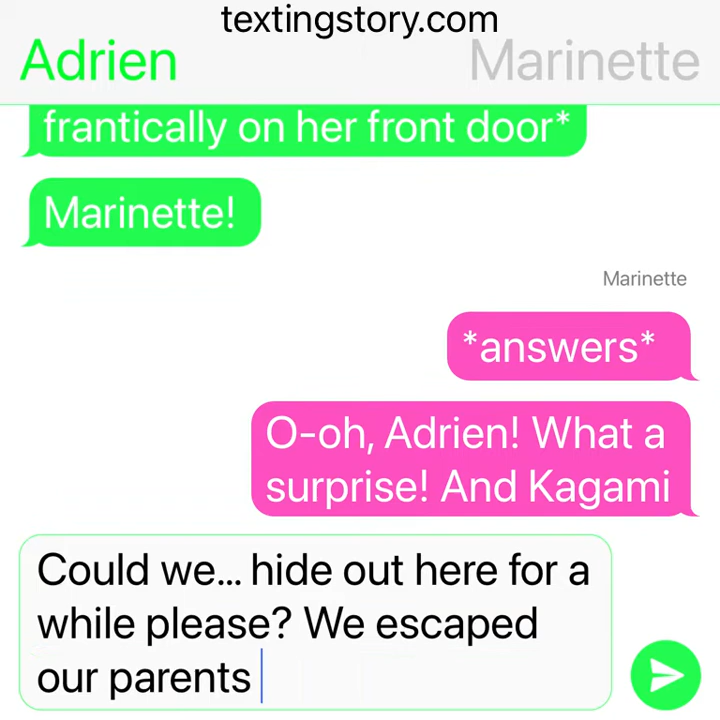 textingstory.com
Adrien
Marinette
frantically on her front door*
Marinette!
Marinette
*answers*
O-oh, Adrien! What a
surprise! And Kagami
Could we... hide out here for a
while please? We escaped
our parents